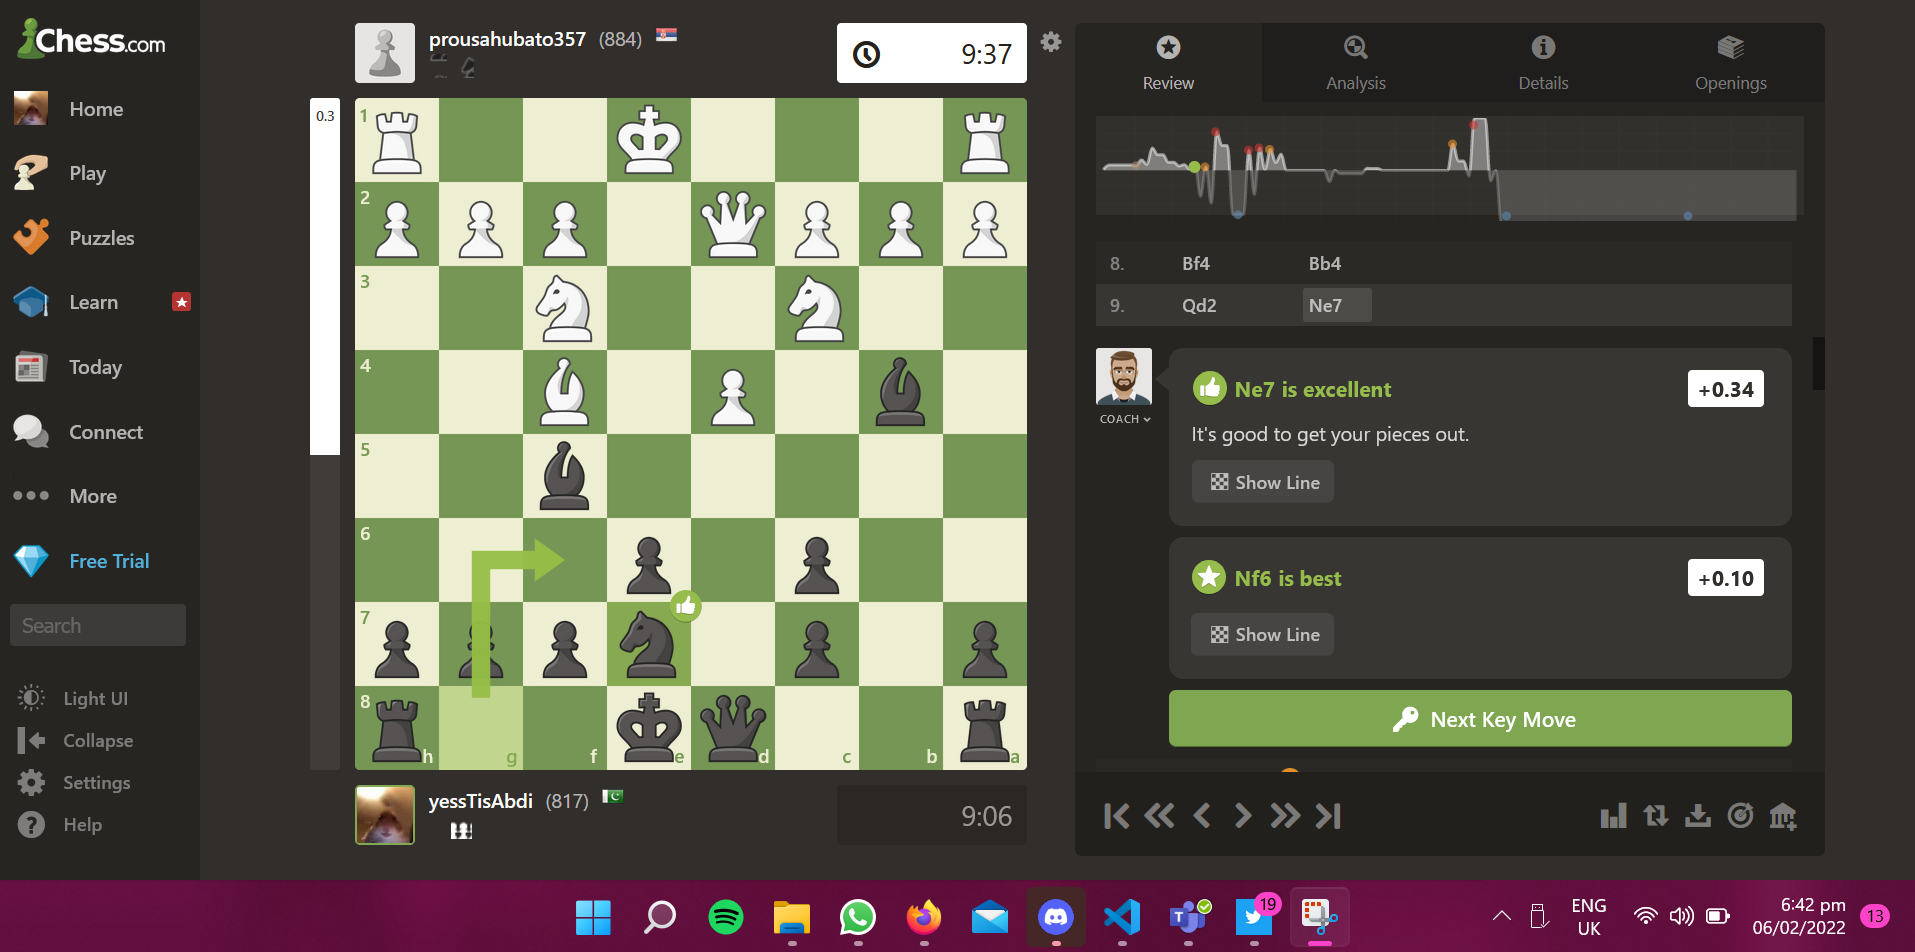 Chess.com
Home
Play
Puzzles
Learn
Today
Connect
More
Free Trial
Search
Light UI
Collapse
Settings
Help
prousahubato357 (884)
9:37
0.3
1
2
3
4
5
6
7
8
h g f e d c b a
yessTisAbdi (817)
9:06
Review
Analysis
Details
Openings
8. Bf4 Bb4
9. Qd2 Ne7
COACH
Ne7 is excellent
+0.34
It's good to get your pieces out.
Show Line
Nf6 is best
+0.10
Show Line
Next Key Move
T
19
ENG
UK
6:42 pm
06/02/2022
13